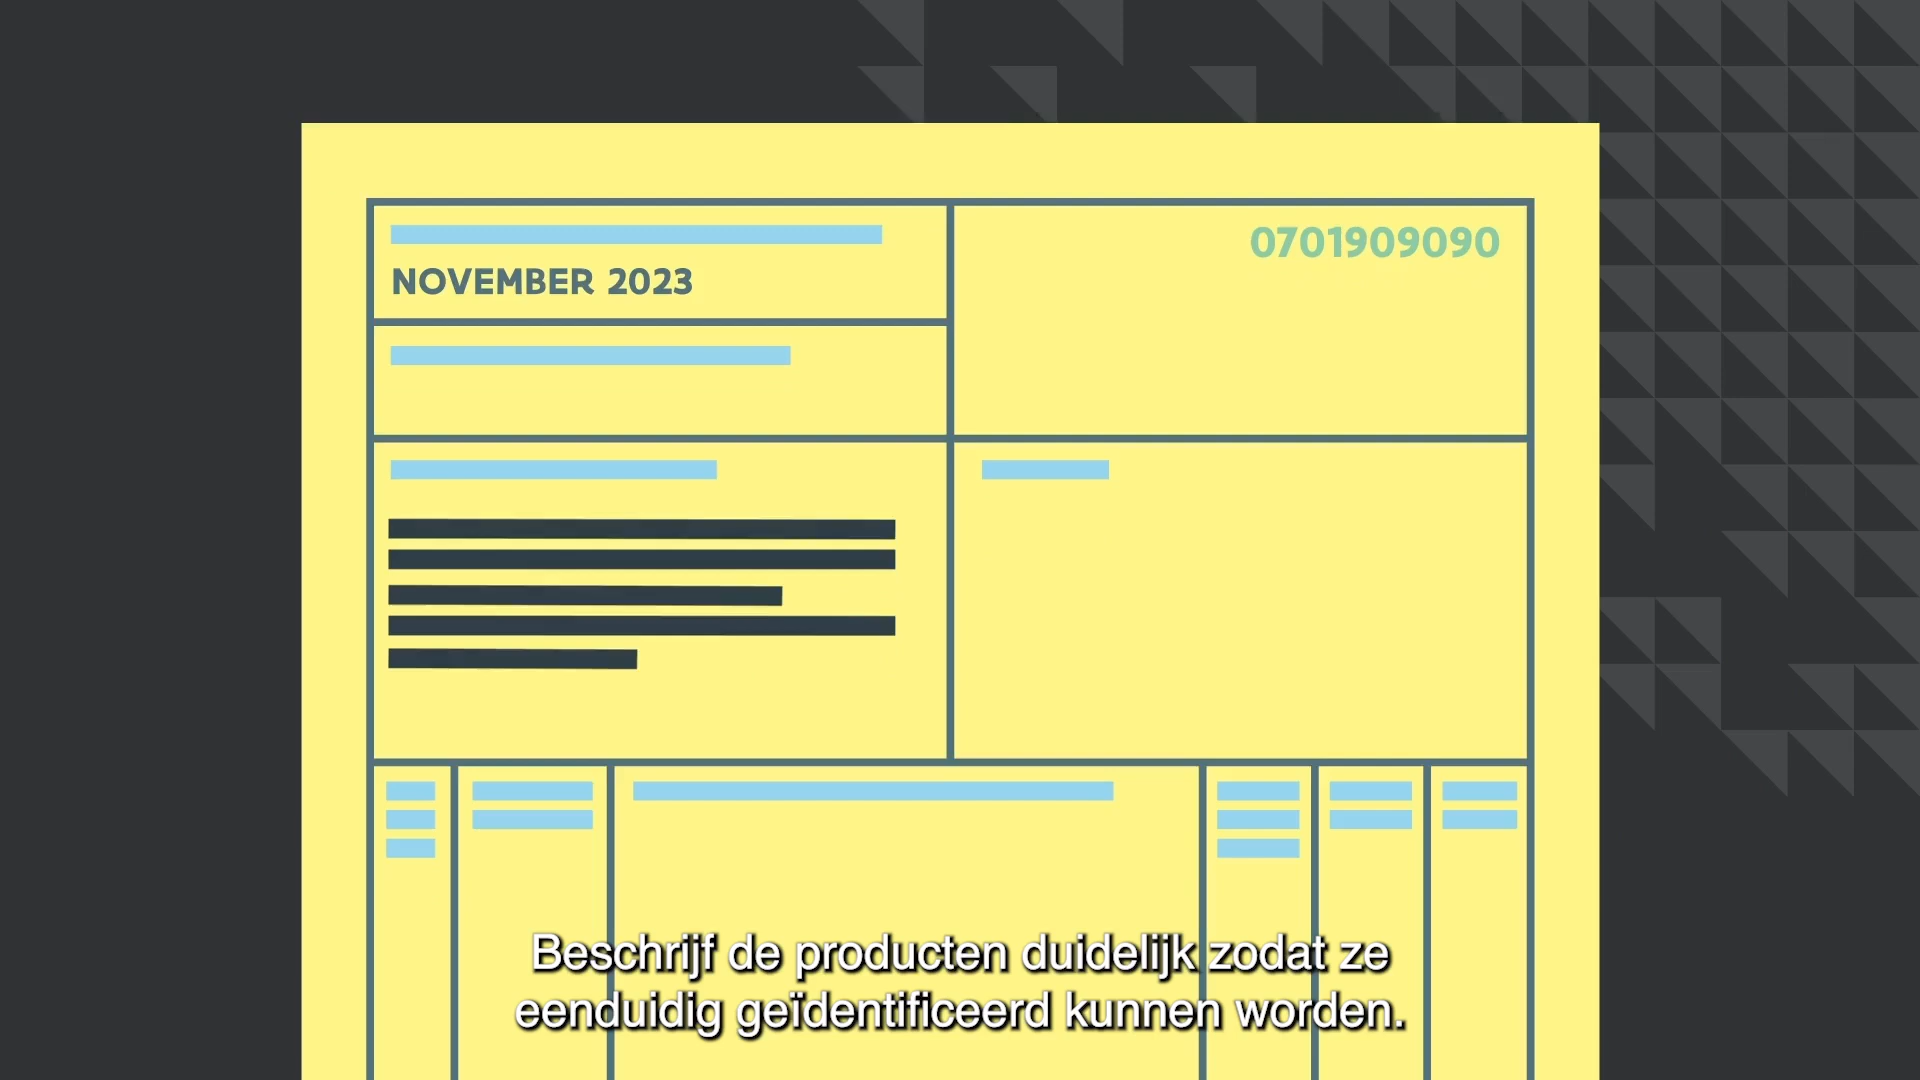 0701909090
NOVEMBER 2023
Beschrijf de producten duidelijk zodat ze
eenduidig geïdentificeerd kunnen worden.